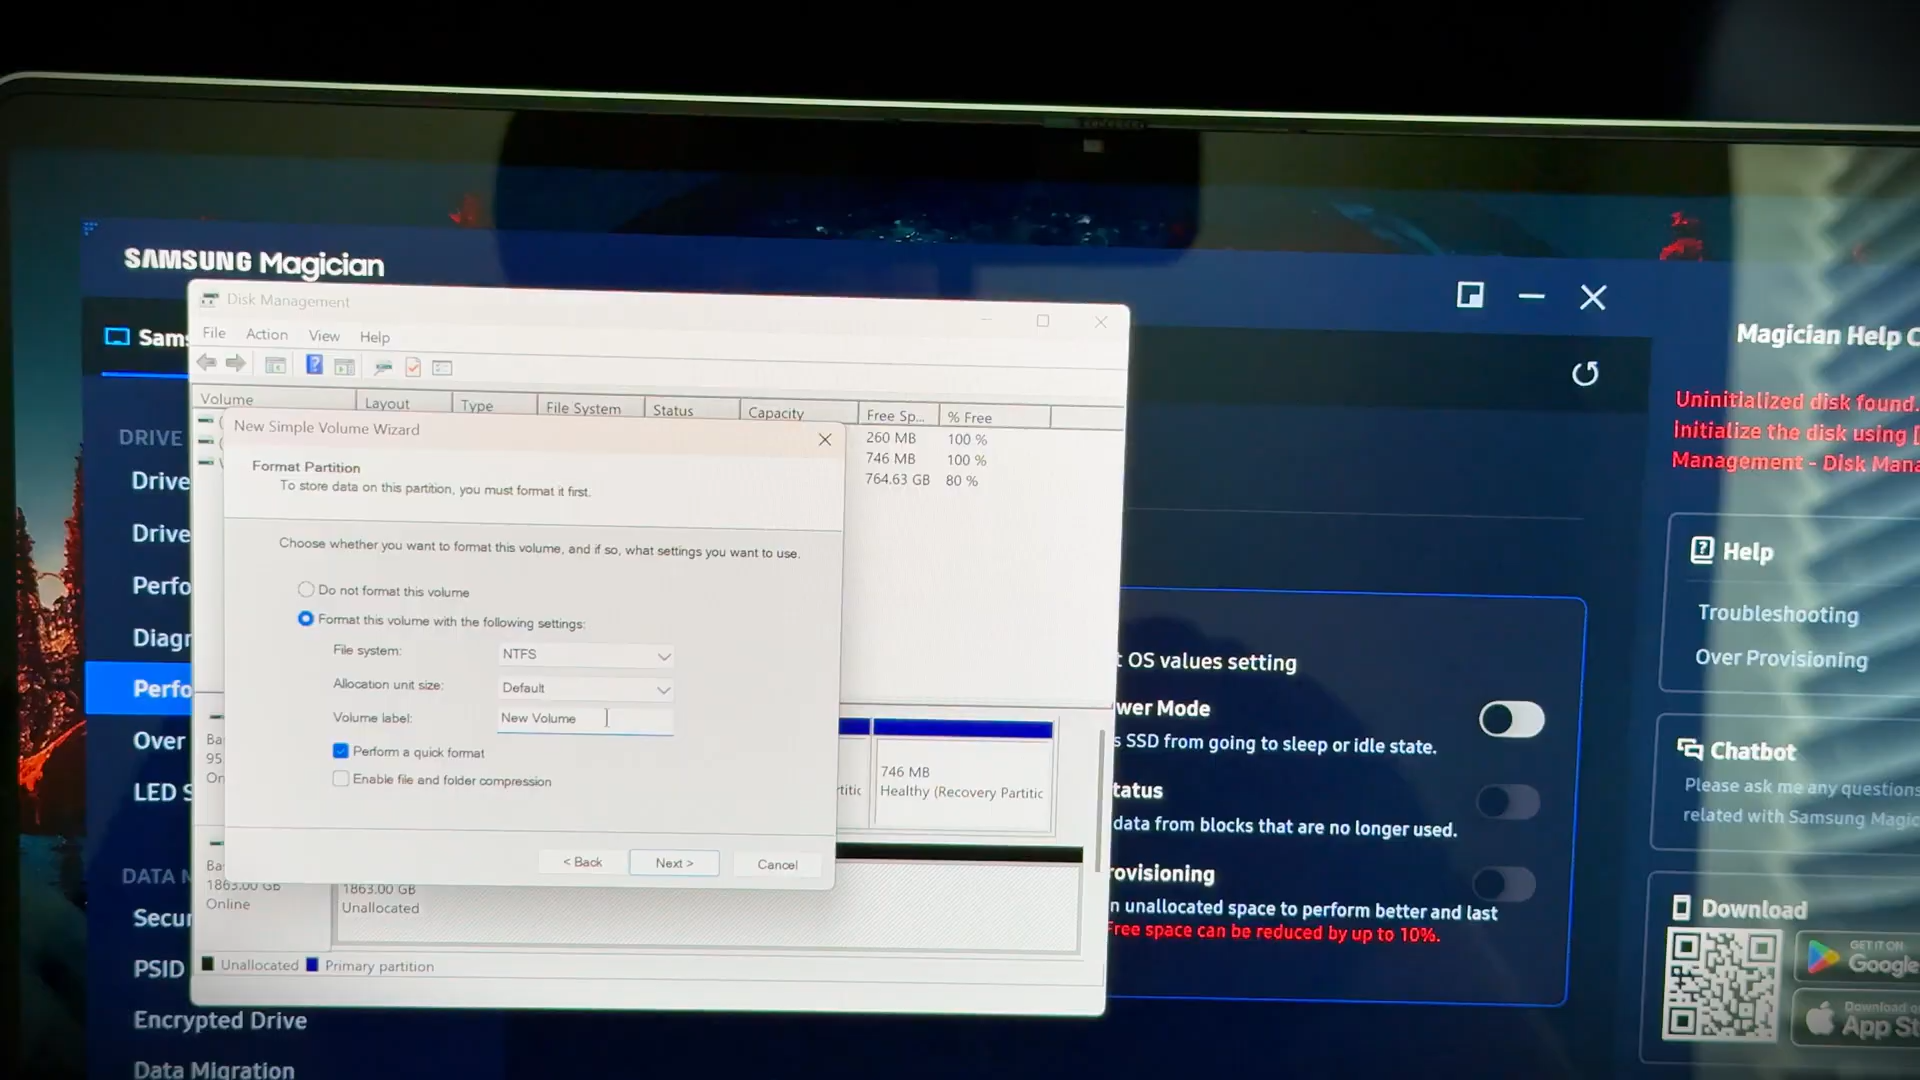 SAMSUNG Magician
Disk Management
File Action View Help
Volume Layout Type File System Status Capacity Free Sp... % Free
260 MB 100 %
746 MB 100 %
764.63 GB 80 %
New Simple Volume Wizard
Format Partition
To store data on this partition, you must format it first.
Choose whether you want to format this volume, and if so, what settings you want to use.
Do not format this volume
Format this volume with the following settings:
File system: NTFS
Allocation unit size: Default
Volume label: New Volume
Perform a quick format
Enable file and folder compression
< Back Next > Cancel
746 MB
Healthy (Recovery Partitic
1863.00 GB
Online
1863.00 GB
Unallocated
Unallocated Primary partition
Sams
DRIVE
Drive
Drive
Perfo
Diagn
Perfo
Over
LED S
DATA
Secur
PSID
Encrypted Drive
Data Migration
OS values setting
wer Mode
SSD from going to sleep or idle state.
tatus
data from blocks that are no longer used.
rovisioning
n unallocated space to perform better and last
Free space can be reduced by up to 10%.
Magician Help C
Uninitialized disk found.
initialize the disk using [
Management - Disk Mana
Help
Troubleshooting
Over Provisioning
Chatbot
Please ask me any questions
related with Samsung Magic
Download
GET IT ON
Google
Download o
App St